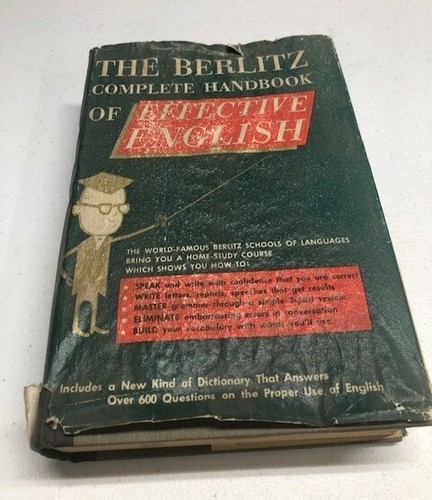 THE BERLITZ
COMPLETE HANDBOOK
OF EFFECTIVE
ENGLISH
THE WORLD-FAMOUS BERLITZ SCHOOLS OF LANGUAGES
BRING YOU A HOME-STUDY COURSE
WHICH SHOWS YOU HOW TO:
SPEAK and write with confidence that you are correct
WRITE letters, reports, speeches that get results
MASTER grammar through a simple 3-part system
ELIMINATE embarrassing errors in conversation
BUILD your vocabulary with words you'll use
Includes a New Kind of Dictionary That Answers
Over 600 Questions on the Proper Use of English